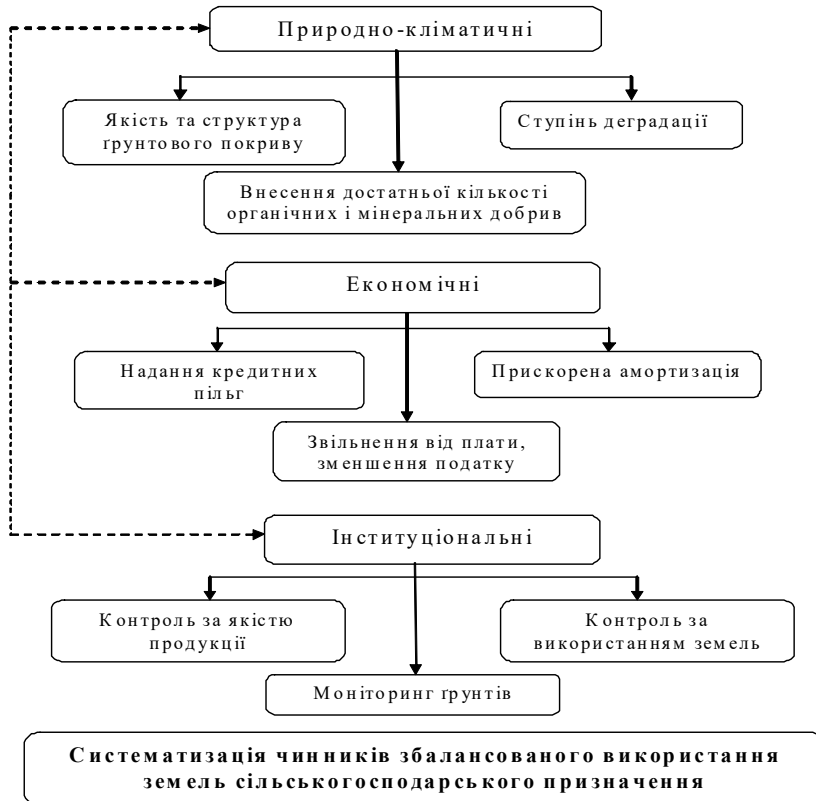 Природно-кліматичні
Якість та структура
ґрунтового покриву
Ступінь деградації
Внесення достатньої кількості
органічних і мінеральних добрив
Економічні
Надання кредитних
пільг
Прискорена амортизація
Звільнення від плати,
зменшення податку
Інституціональні
Контроль за якістю
продукції
Контроль за
використанням земель
Моніторинг ґрунтів
Систематизація чинників збалансованого використання
земель сільськогосподарського призначення